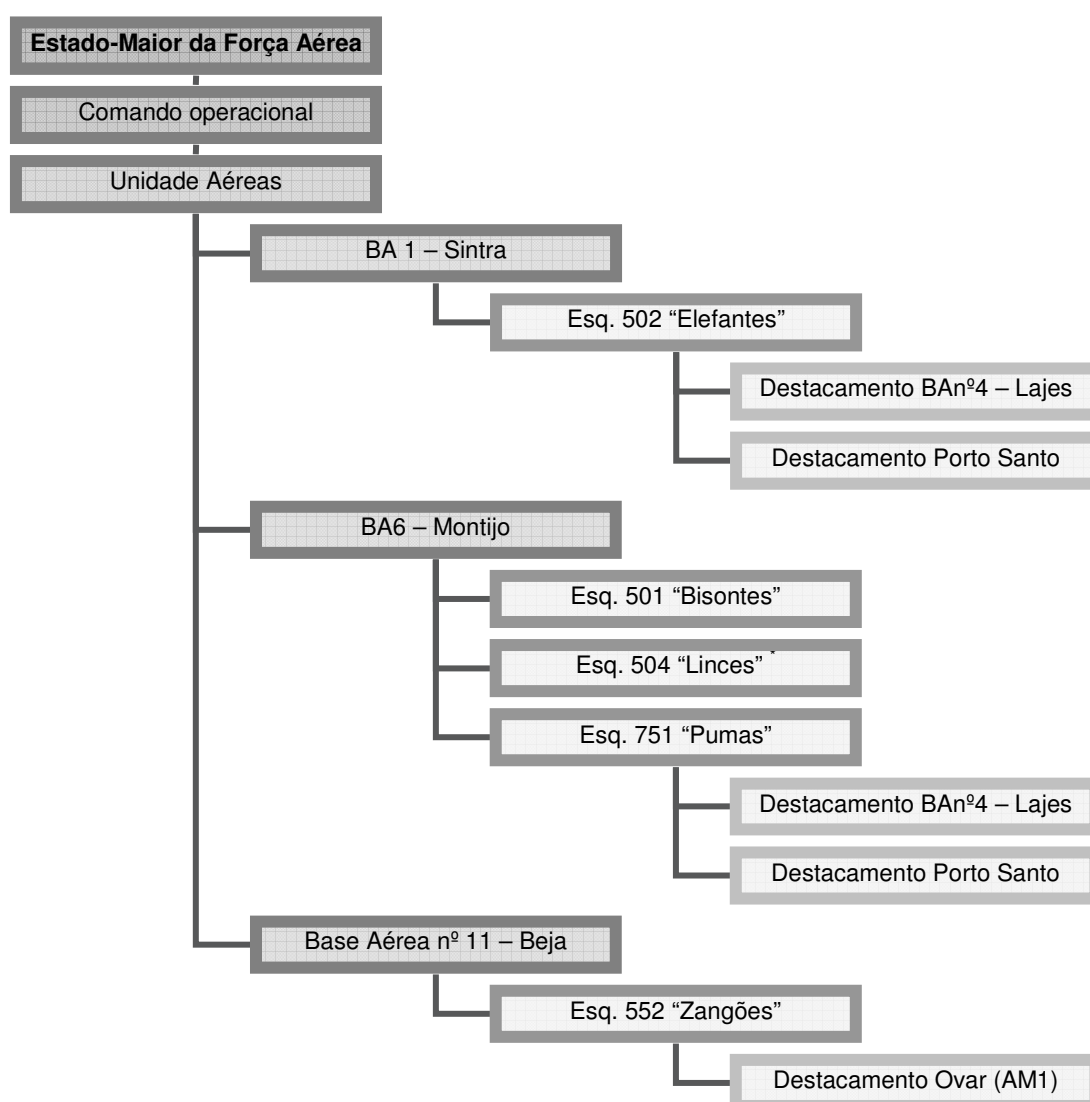 Estado-Maior da Força Aérea
Comando operacional
Unidade Aéreas
BA 1 – Sintra
Esq. 502 “Elefantes”
Destacamento BAnº4 – Lajes
Destacamento Porto Santo
BA6 – Montijo
Esq. 501 “Bisontes”
Esq. 504 “Linces” *
Esq. 751 “Pumas”
Destacamento BAnº4 – Lajes
Destacamento Porto Santo
Base Aérea nº 11 – Beja
Esq. 552 “Zangões”
Destacamento Ovar (AM1)